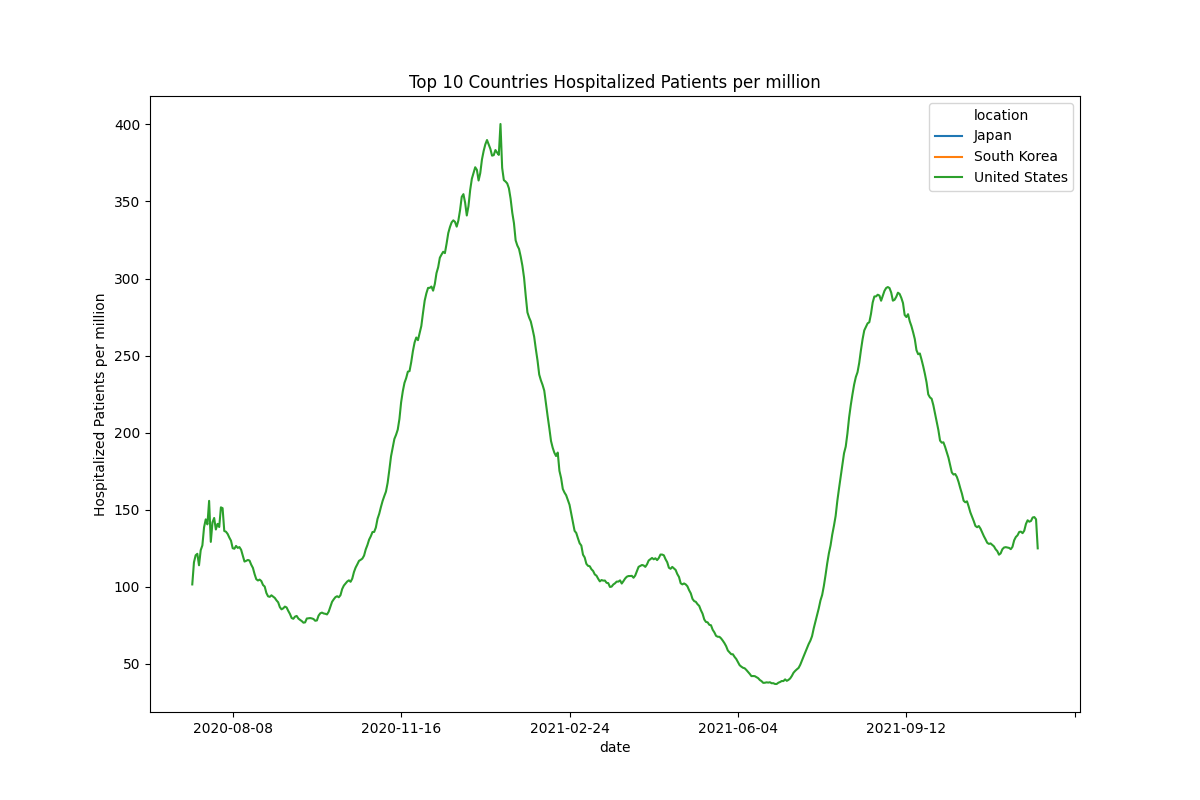 Top 10 Countries Hospitalized Patients per million
location
Japan
South Korea
United States
Hospitalized Patients per million
400
350
300
250
200
150
100
50
2020-08-08
2020-11-16
2021-02-24
2021-06-04
2021-09-12
date